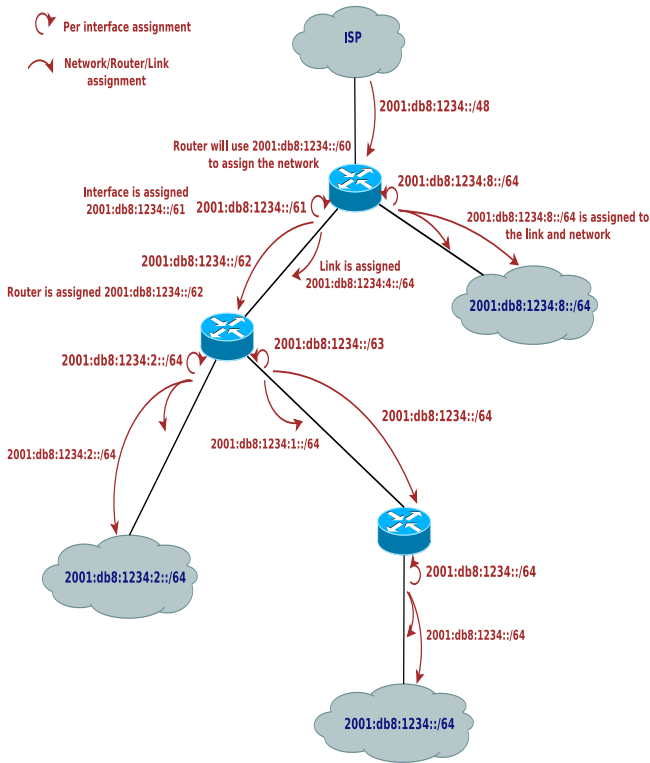 Per interface assignment
Network/Router/Link
assignment
ISP
2001:db8:1234::/48
Router will use 2001:db8:1234::/60
to assign the network
2001:db8:1234:8::/64
Interface is assigned
2001:db8:1234::/61
2001:db8:1234::/61
2001:db8:1234:8::/64 is assigned to
the link and network
2001:db8:1234::/62
Link is assigned
2001:db8:1234:4::/64
Router is assigned 2001:db8:1234::/62
2001:db8:1234:8::/64
2001:db8:1234:2::/64
2001:db8:1234::/63
2001:db8:1234::/64
2001:db8:1234:1::/64
2001:db8:1234:2::/64
2001:db8:1234:2::/64
2001:db8:1234::/64
2001:db8:1234::/64
2001:db8:1234::/64